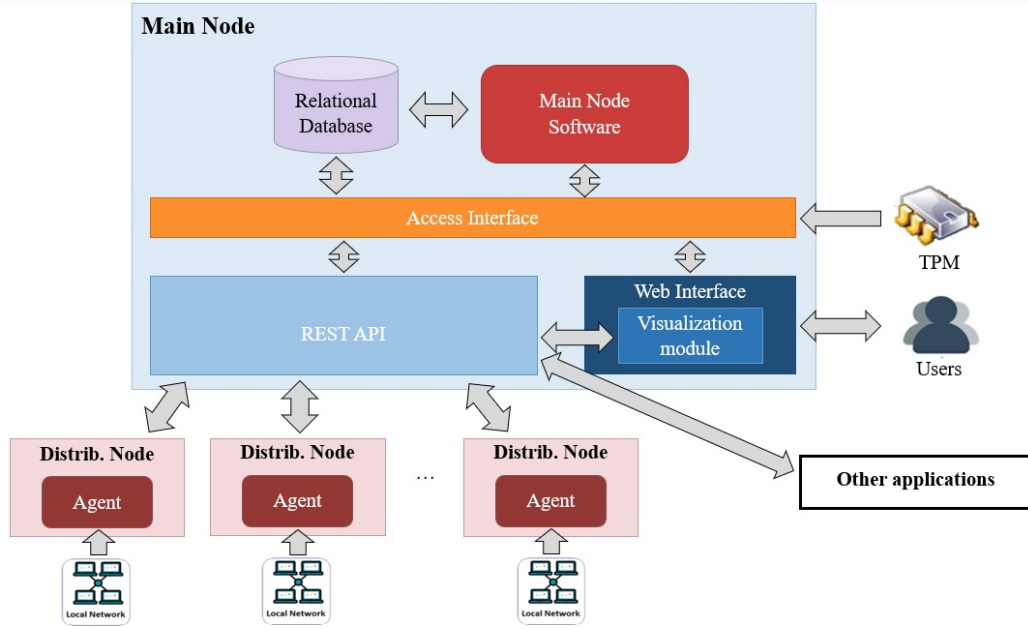 Main Node
Relational
Database
Main Node
Software
Access Interface
TPM
REST API
Web Interface
Visualization
module
Users
Distrib. Node
Agent
Distrib. Node
Agent
...
Distrib. Node
Agent
Other applications
Local Network
Local Network
Local Network